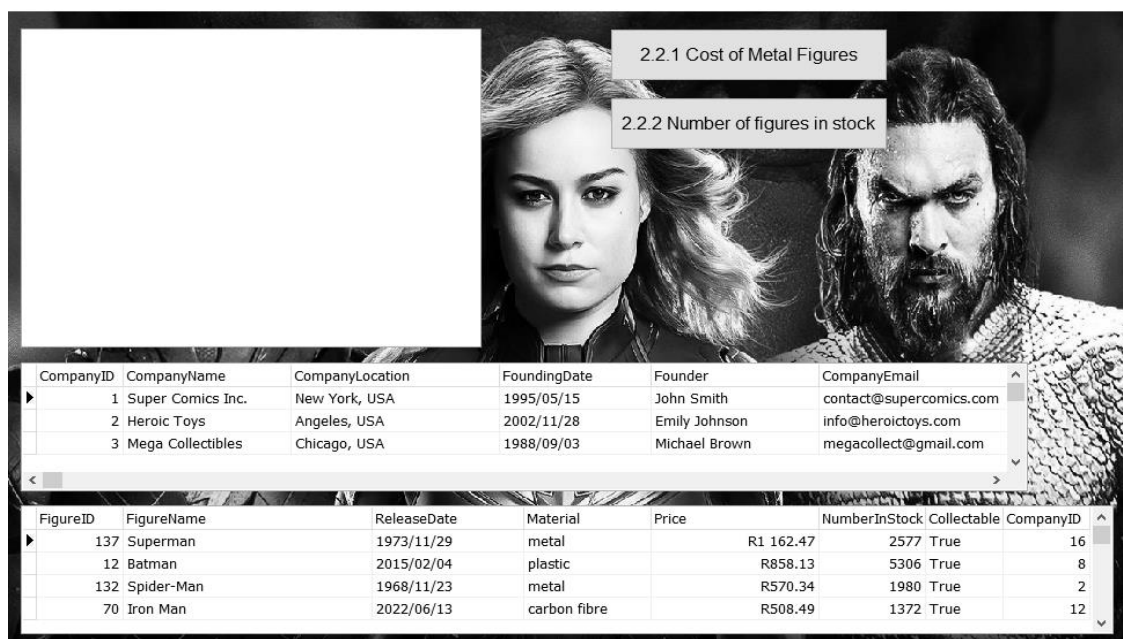 2.2.1 Cost of Metal Figures
2.2.2 Number of figures in stock
CompanyID CompanyName CompanyLocation FoundingDate Founder CompanyEmail
1 Super Comics Inc. New York, USA 1995/05/15 John Smith contact@supercomics.com
2 Heroic Toys Angeles, USA 2002/11/28 Emily Johnson info@heroictoys.com
3 Mega Collectibles Chicago, USA 1988/09/03 Michael Brown megacollect@gmail.com
FigureID FigureName ReleaseDate Material Price NumberInStock Collectable CompanyID
137 Superman 1973/11/29 metal R1 162.47 2577 True 16
12 Batman 2015/02/04 plastic R858.13 5306 True 8
132 Spider-Man 1968/11/23 metal R570.34 1980 True 2
70 Iron Man 2022/06/13 carbon fibre R508.49 1372 True 12